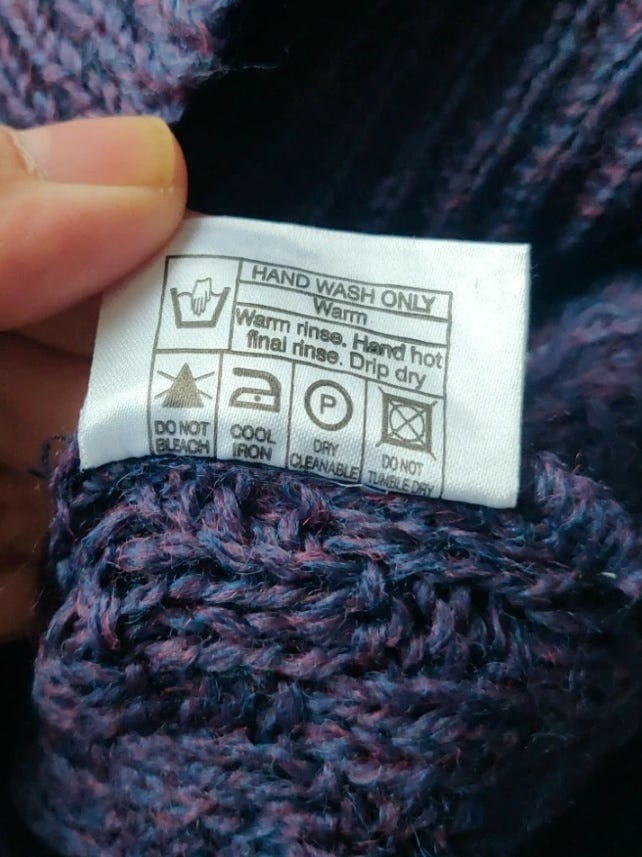 HAND WASH ONLY
Warm
Warm rinse. Hand hot
final rinse. Drip dry
DO NOT
BLEACH
COOL
IRON
P
DRY
CLEANABLE
DO NOT
TUMBLE DRY